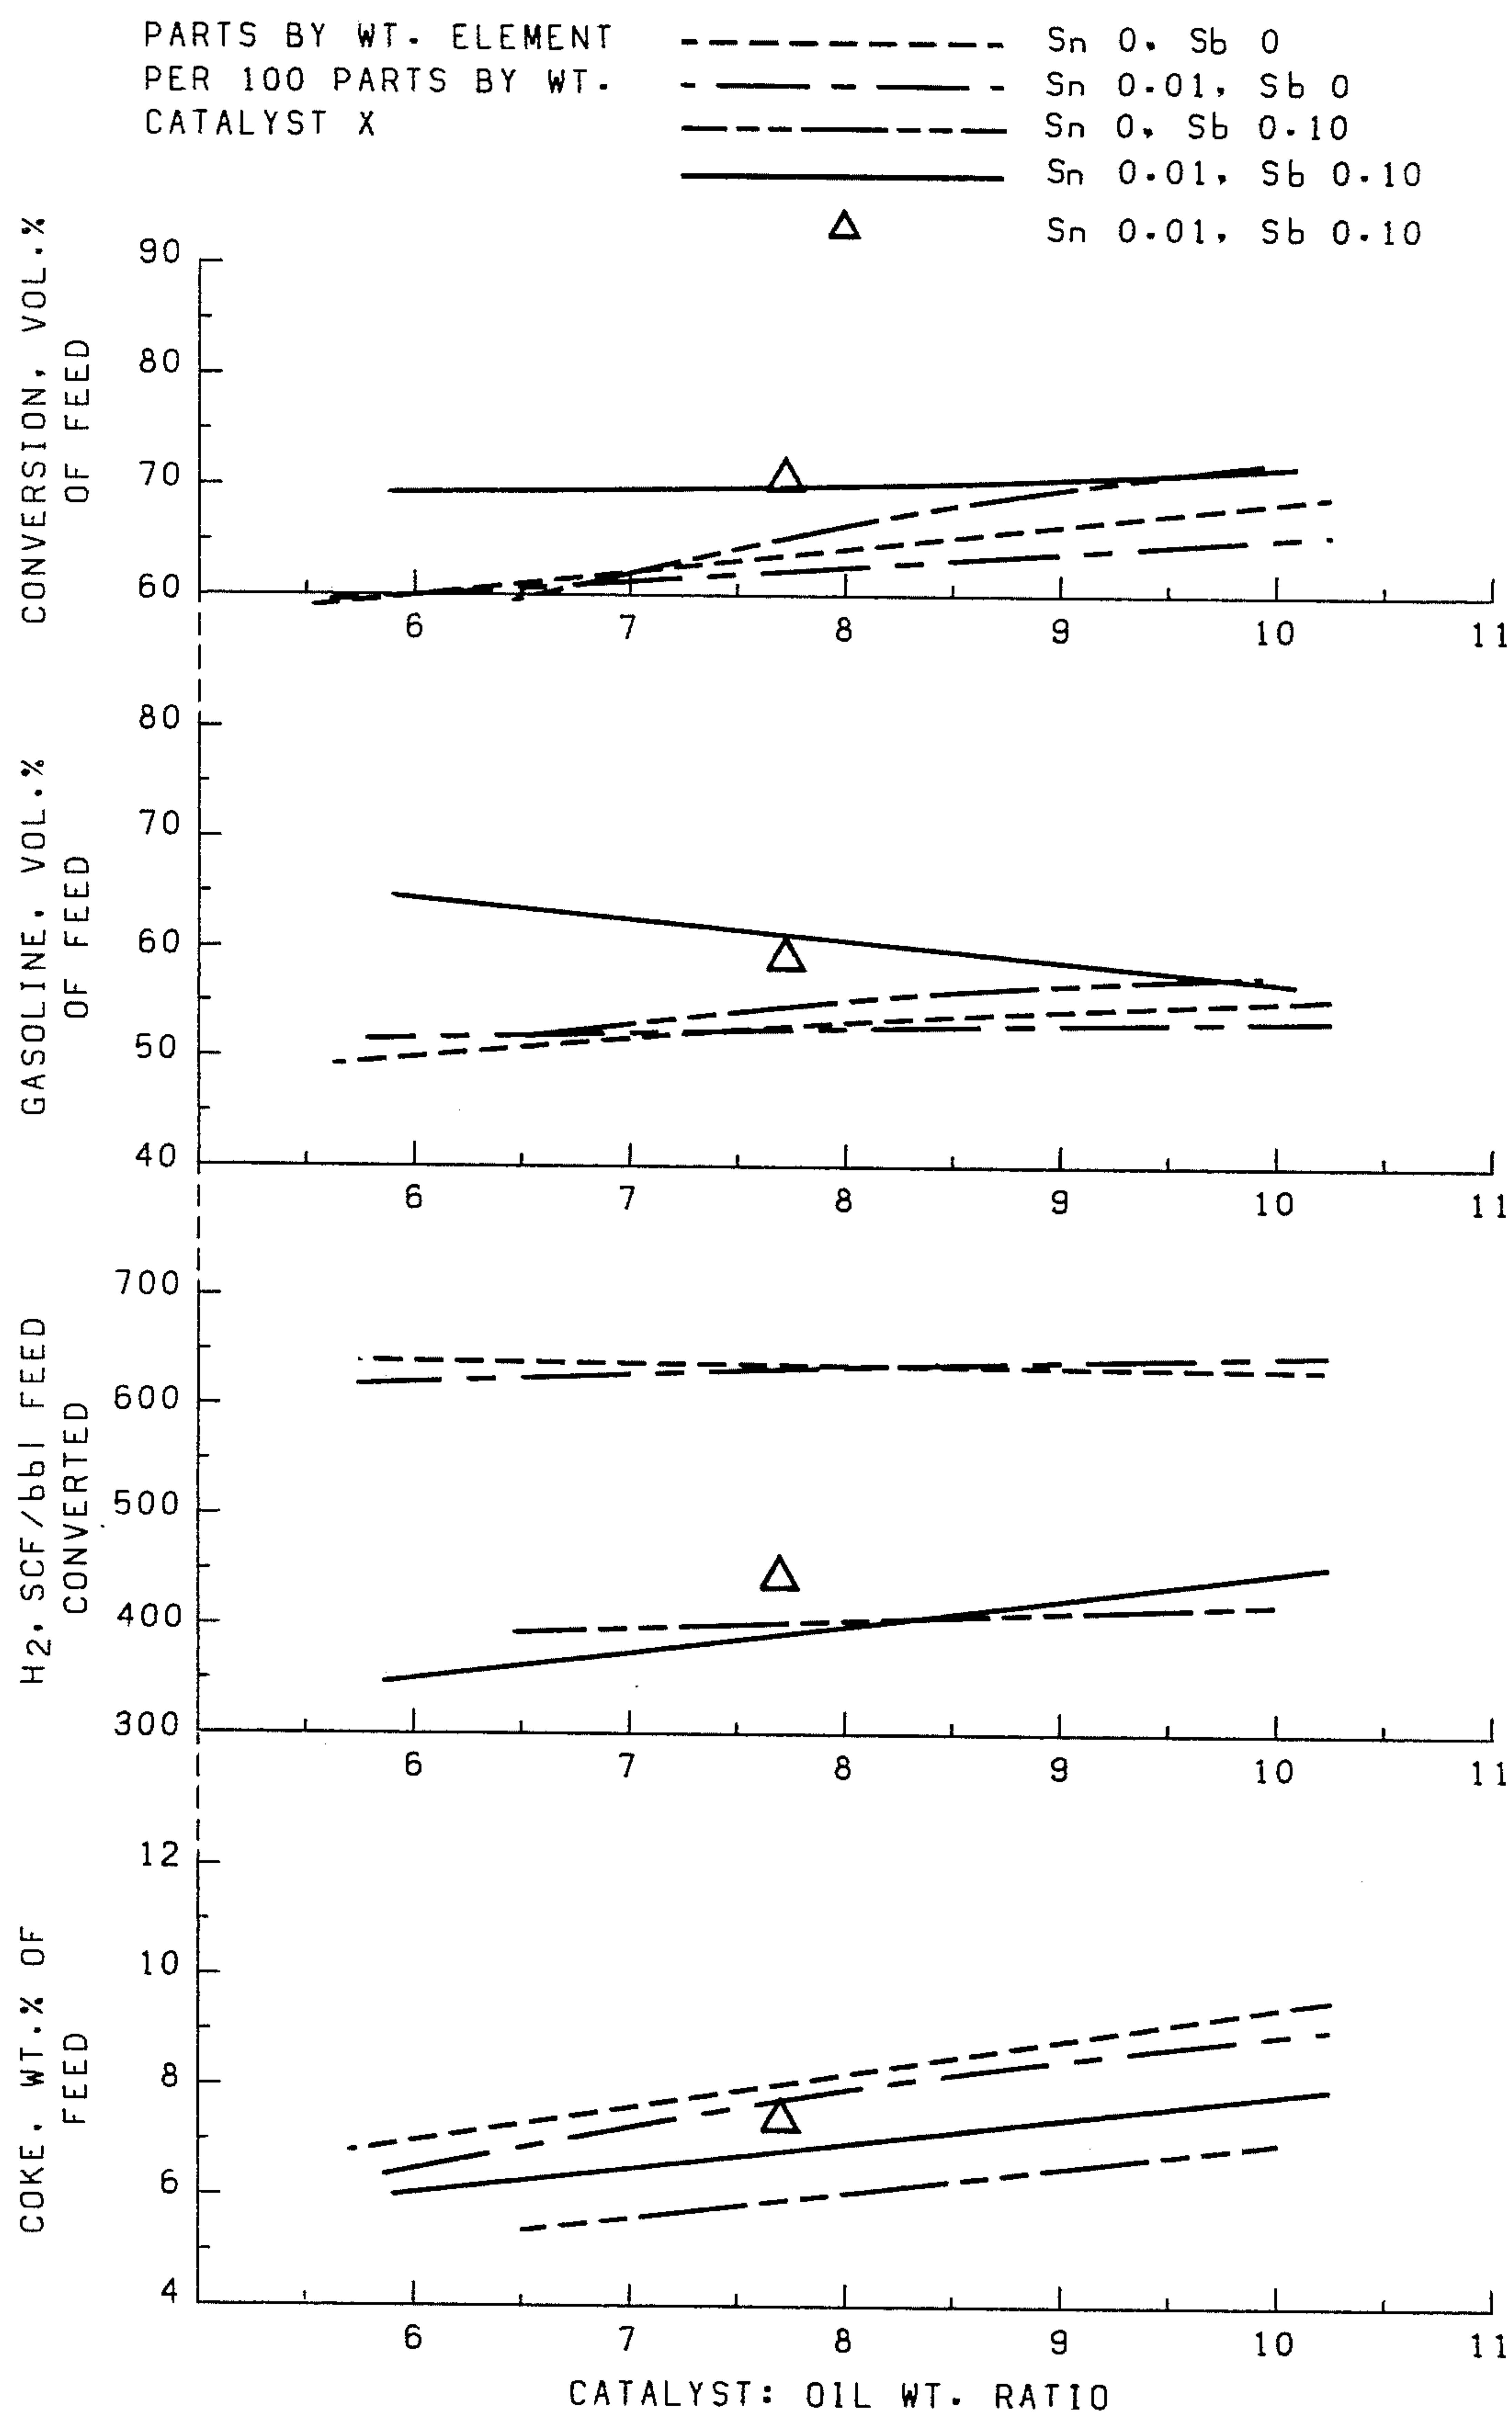 PARTS BY WT. ELEMENT
PER 100 PARTS BY WT.
CATALYST X
Sn 0. Sb 0
Sn 0.01, Sb 0
Sn 0, Sb 0.10
Sn 0.01, Sb 0.10
Sn 0.01, Sb 0.10
CONVERSION, VOL.%
OF FEED
90
80
70
60
6 7 8 9 10 11
GASOLINE, VOL.%
OF FEED
80
70
60
50
40
6 7 8 9 10 11
H2, SCF/bbl FEED
CONVERTED
700
600
500
400
300
6 7 8 9 10 11
COKE, WT.% OF
FEED
12
10
8
6
4
6 7 8 9 10 11
CATALYST: OIL WT. RATIO